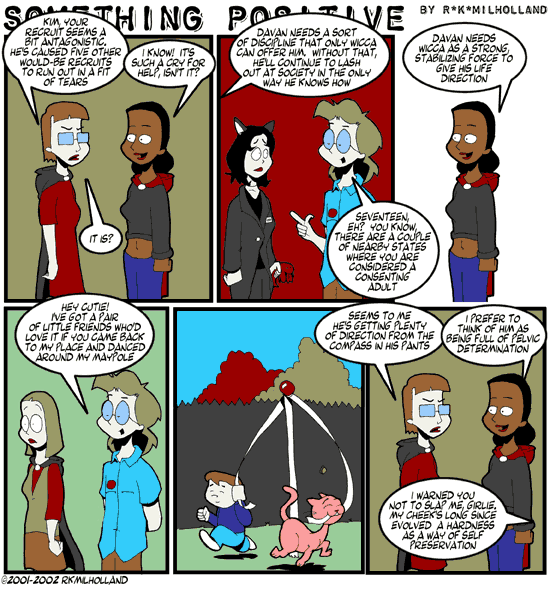 SOMETHING POSITIVE BY R*K*MILHOLLAND
KIM, YOUR
RECRUIT SEEMS A
BIT ANTAGONISTIC.
HE'S CAUSED FIVE OTHER
WOULD-BE RECRUITS
TO RUN OUT IN A FIT
OF TEARS
I KNOW! IT'S
SUCH A CRY FOR
HELP, ISN'T IT?
IT IS?
DAVAN NEEDS A SORT
OF DISCIPLINE THAT ONLY WICCA
CAN OFFER HIM. WITHOUT THAT,
HE'LL CONTINUE TO LASH
OUT AT SOCIETY IN THE ONLY
WAY HE KNOWS HOW
SEVENTEEN,
EH? YOU KNOW,
THERE ARE A COUPLE
OF NEARBY STATES
WHERE YOU ARE
CONSIDERED A
CONSENTING
ADULT
DAVAN NEEDS
WICCA AS A STRONG,
STABILIZING FORCE TO
GIVE HIS LIFE
DIRECTION
HEY CUTIE!
I'VE GOT A PAIR
OF LITTLE FRIENDS WHO'D
LOVE IT IF YOU CAME BACK
TO MY PLACE AND DANCED
AROUND MY MAYPOLE
SEEMS TO ME
HE'S GETTING PLENTY
OF DIRECTION FROM THE
COMPASS IN HIS PANTS
I PREFER TO
THINK OF HIM AS
BEING FULL OF PELVIC
DETERMINATION
I WARNED YOU
NOT TO SLAP ME, GIRLIE.
MY CHEEK'S LONG SINCE
EVOLVED A HARDNESS
AS A WAY OF SELF
PRESERVATION
©2001-2002 RKMILHOLLAND